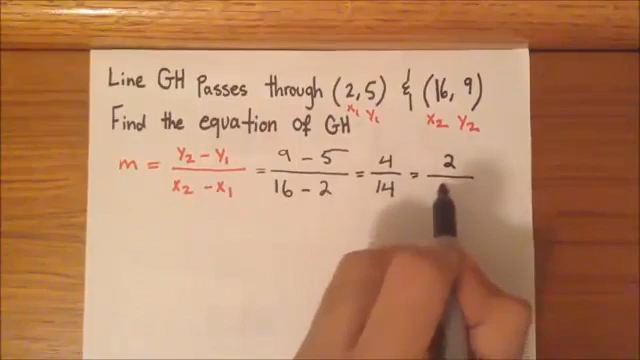 Line GH Passes through (2, 5) & (16, 9)
x₁ y₁ x₂ y₂
Find the equation of GH
m = y₂ - y₁ / x₂ - x₁ = 9 - 5 / 16 - 2 = 4 / 14 = 2 /